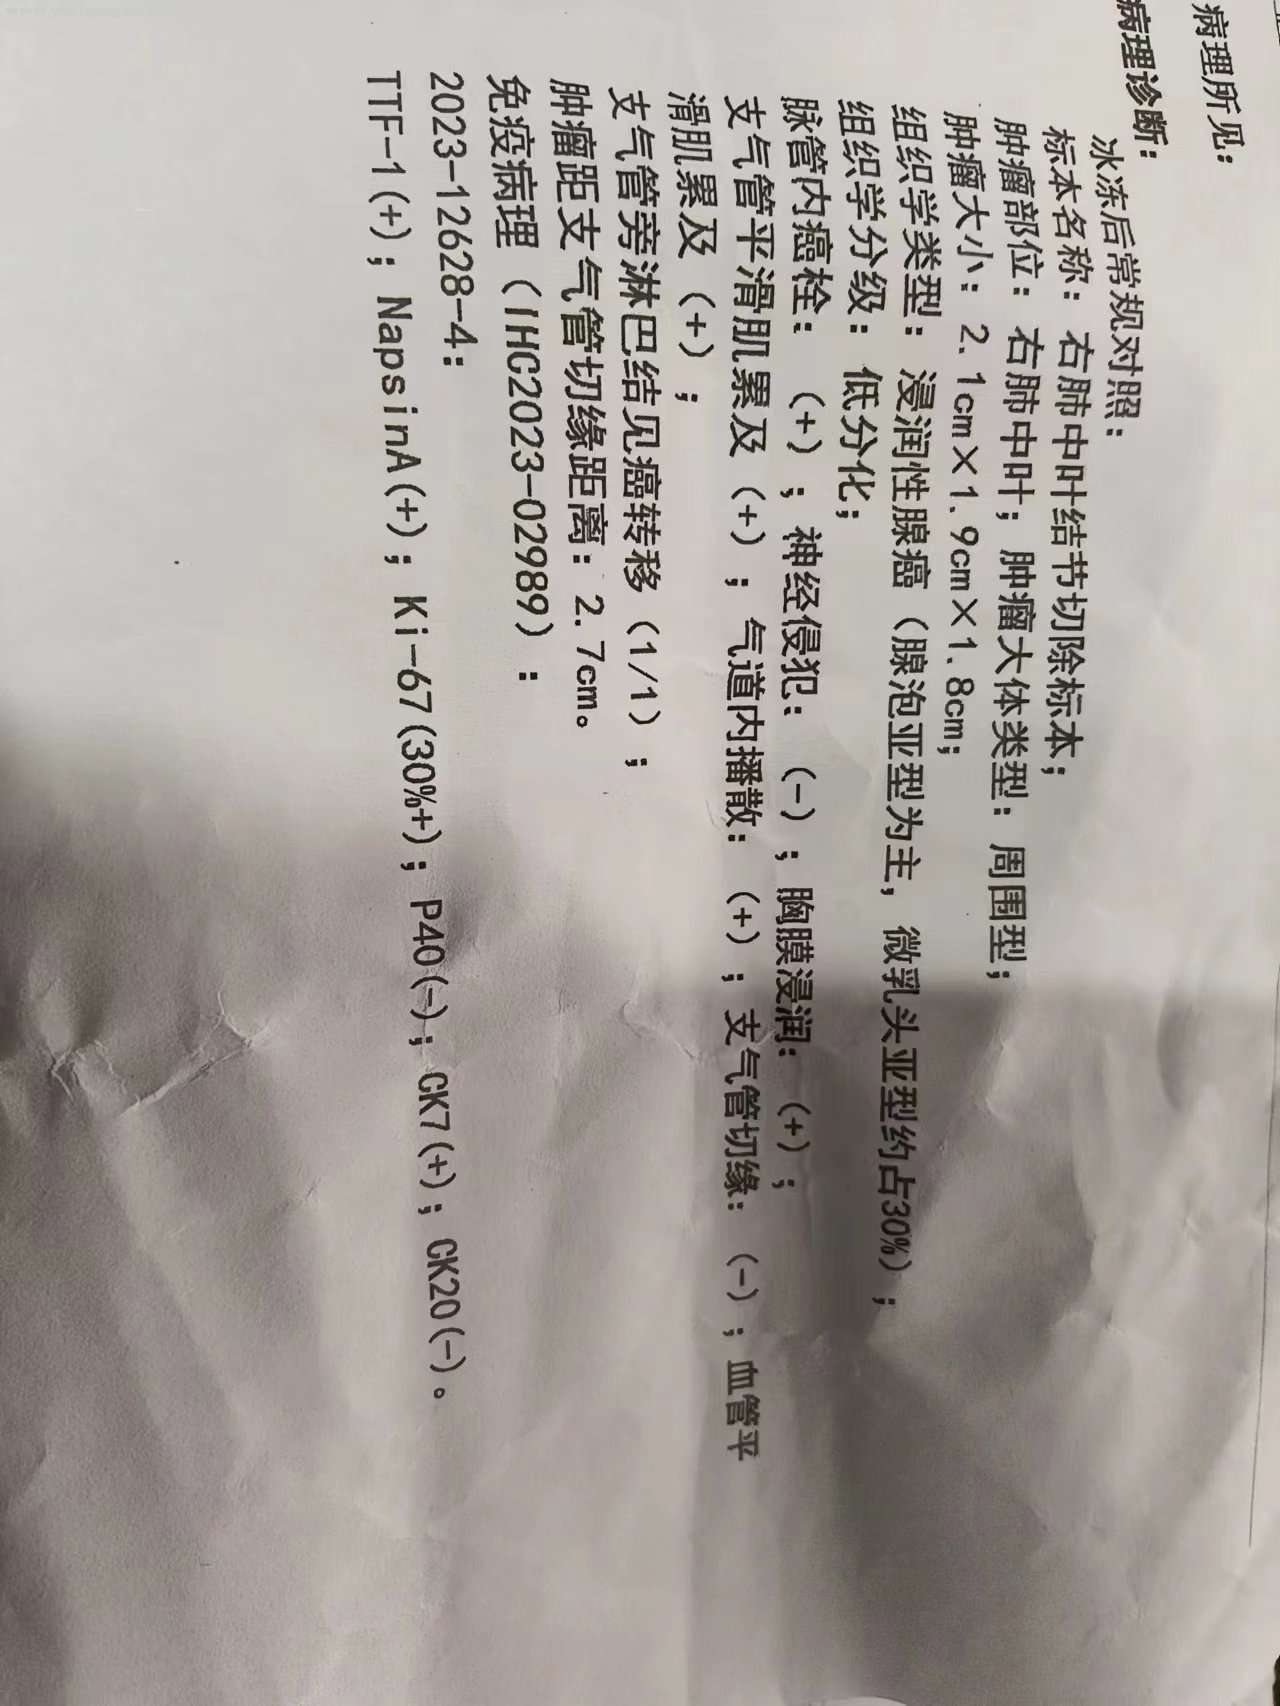 病理所见：
病理诊断：
冰冻后常规对照：
标本名称：右肺中叶结节切除标本；
肿瘤部位：右肺中叶；肿瘤大体类型：周围型；
肿瘤大小：2.1cm×1.9cm×1.8cm；
组织学类型：浸润性腺癌（腺泡亚型为主，微乳头亚型约占30%）；
组织学分级：低分化；
脉管内癌栓：（+）；神经侵犯：（-）；胸膜浸润：（+）；
支气管平滑肌累及（+）；气道内播散：（+）；支气管切缘：（-）；血管平
滑肌累及（+）；
支气管旁淋巴结见癌转移（1/1）；
肿瘤距支气管切缘距离：2.7cm。
免疫病理（IHC2023-02989）：
2023-12628-4：
TTF-1(+)；NapsinA(+)；Ki-67(30%+)；P40(-)；CK7(+)；CK20(-)。